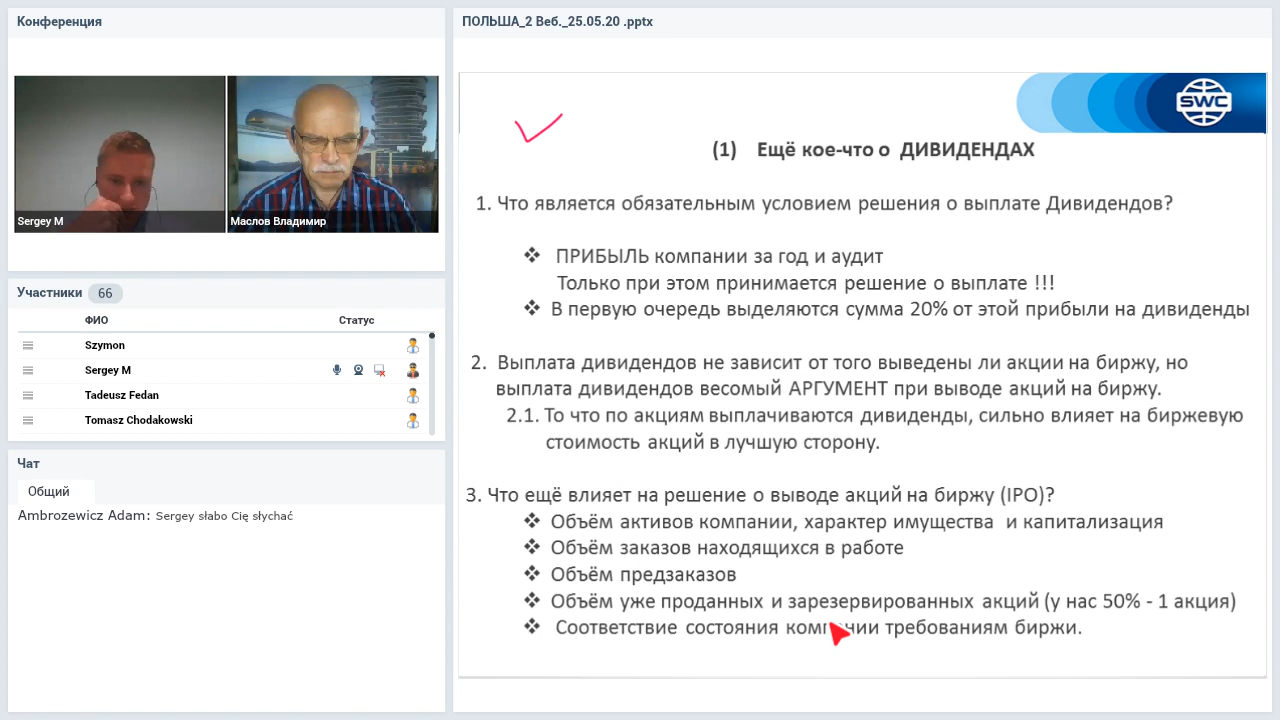 Конференция
Sergey M
Маслов Владимир
Участники 66
ФИО Статус
Szymon
Sergey M
Tadeusz Fedan
Tomasz Chodakowski
Чат
Общий
Ambrozewicz Adam: Sergey słabo Cię słychać
ПОЛЬША_2 Веб._25.05.20 .pptx
SWC
(1) Ещё кое-что о ДИВИДЕНДАХ
1. Что является обязательным условием решения о выплате Дивидендов?
❖ ПРИБЫЛЬ компании за год и аудит
Только при этом принимается решение о выплате !!!
❖ В первую очередь выделяются сумма 20% от этой прибыли на дивиденды
2. Выплата дивидендов не зависит от того выведены ли акции на биржу, но
выплата дивидендов весомый АРГУМЕНТ при выводе акций на биржу.
2.1. То что по акциям выплачиваются дивиденды, сильно влияет на биржевую
стоимость акций в лучшую сторону.
3. Что ещё влияет на решение о выводе акций на биржу (IPO)?
❖ Объём активов компании, характер имущества и капитализация
❖ Объём заказов находящихся в работе
❖ Объём предзаказов
❖ Объём уже проданных и зарезервированных акций (у нас 50% - 1 акция)
❖ Соответствие состояния компании требованиям биржи.